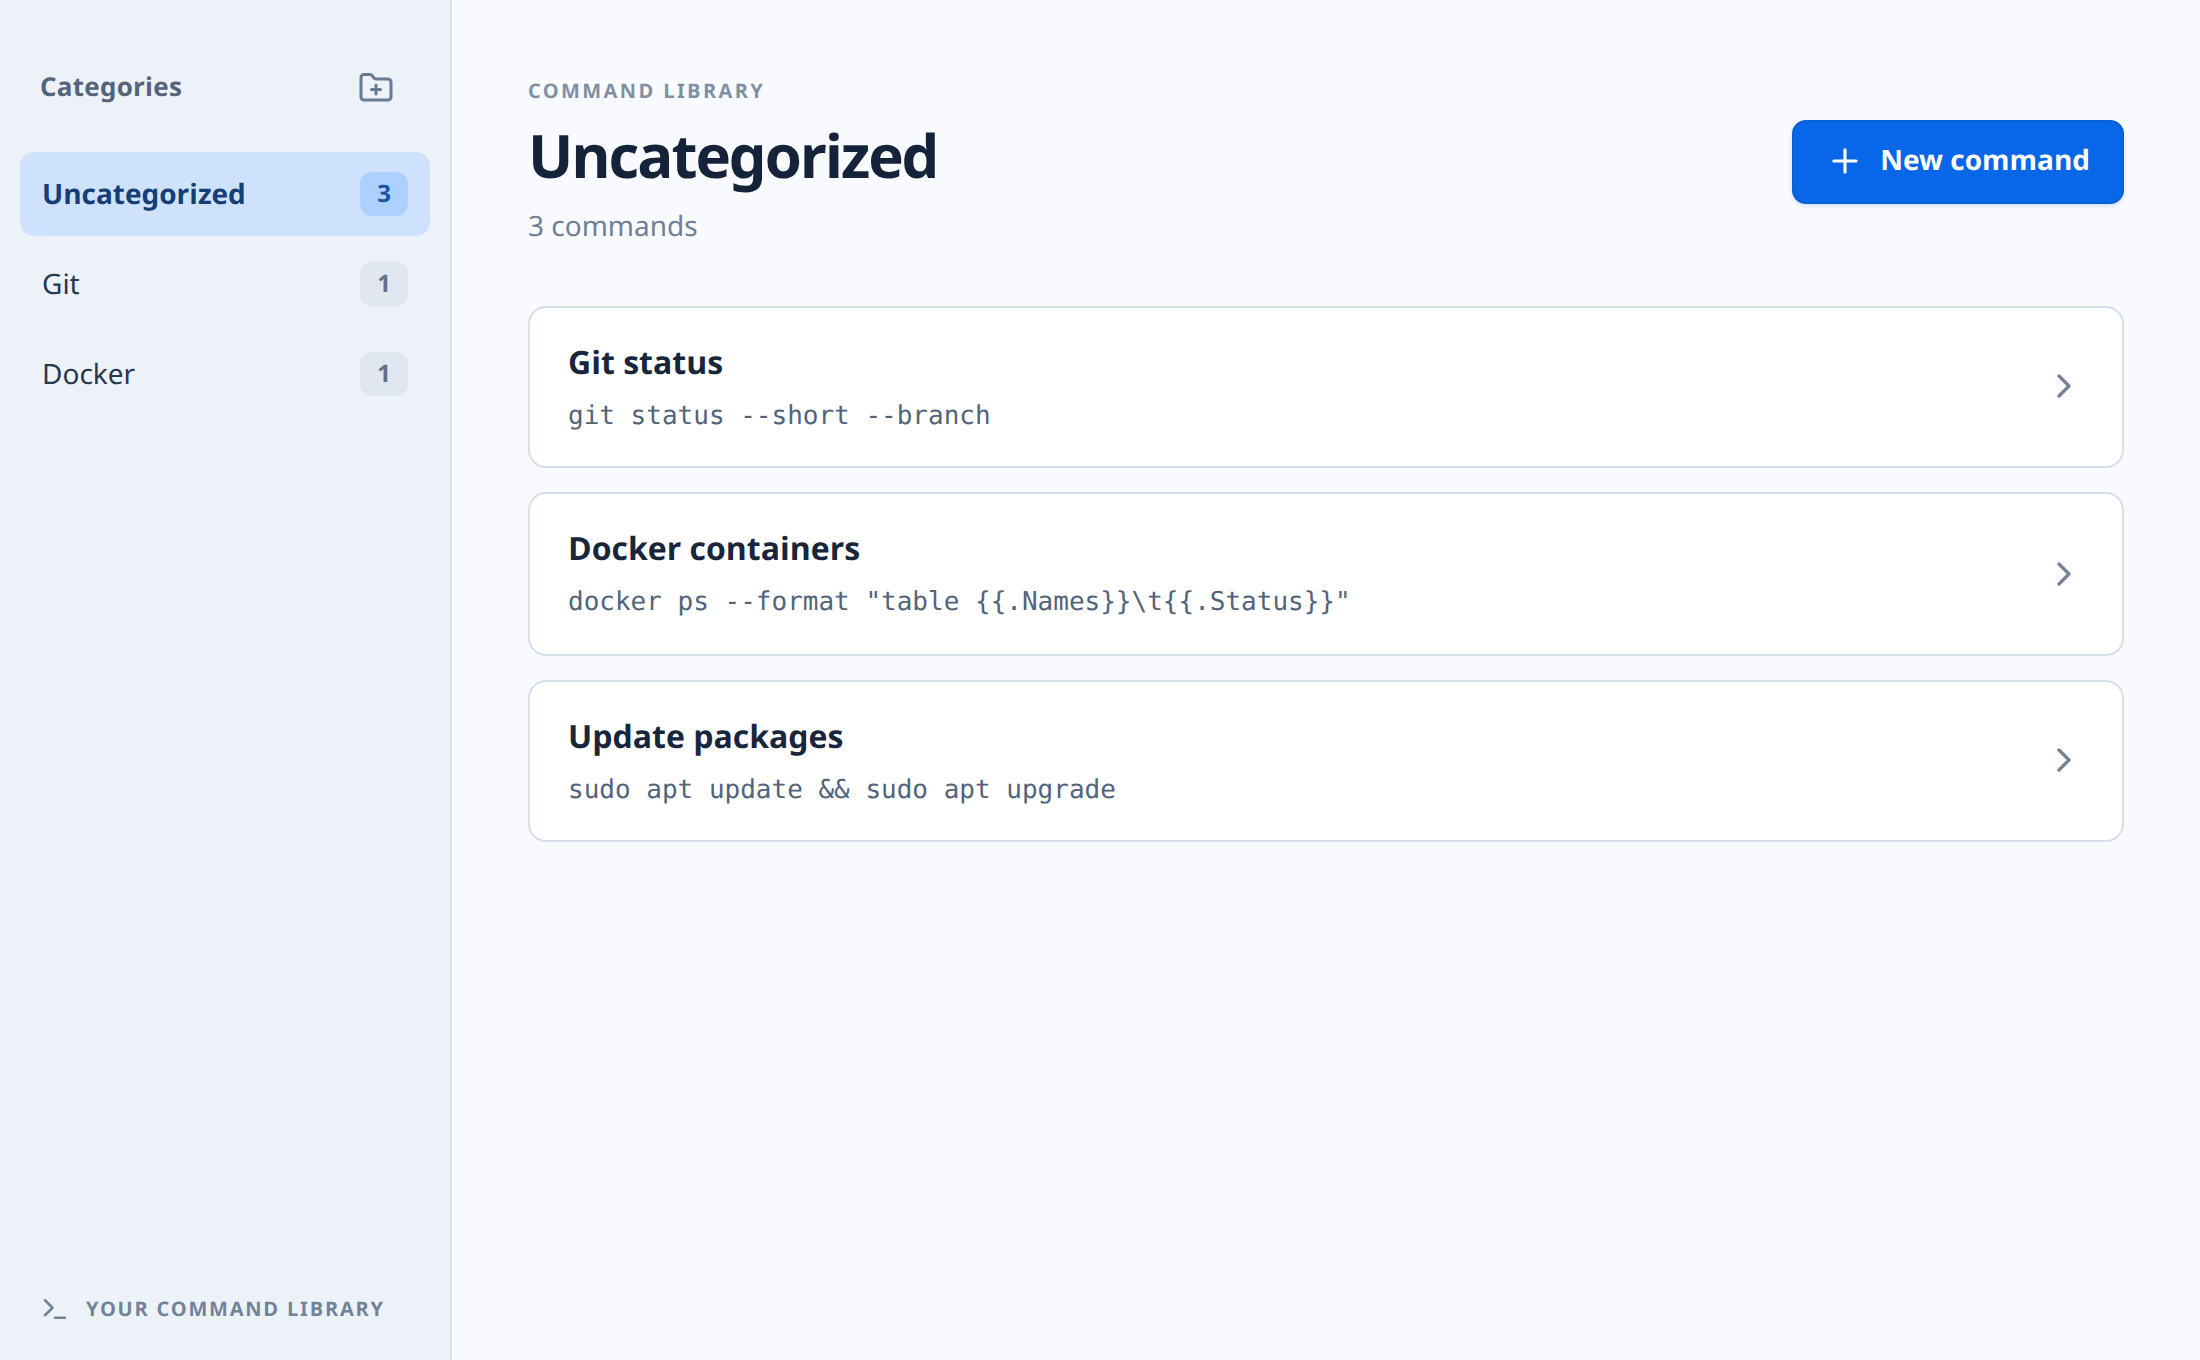 Categories
Uncategorized 3
Git 1
Docker 1
YOUR COMMAND LIBRARY
COMMAND LIBRARY
Uncategorized
3 commands
New command
Git status
git status --short --branch
Docker containers
docker ps --format "table {{.Names}}\t{{.Status}}"
Update packages
sudo apt update && sudo apt upgrade